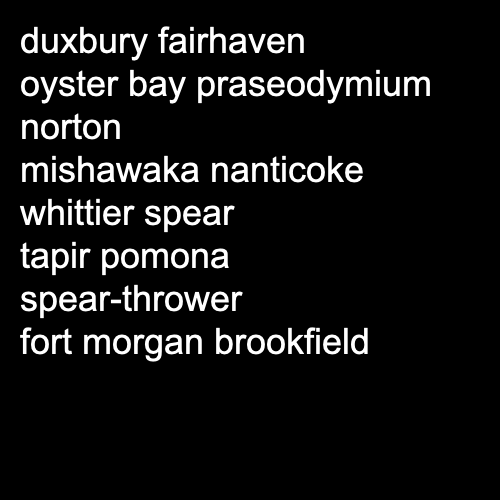 duxbury fairhaven
oyster bay praseodymium
norton
mishawaka nanticoke
whittier spear
tapir pomona
spear-thrower
fort morgan brookfield